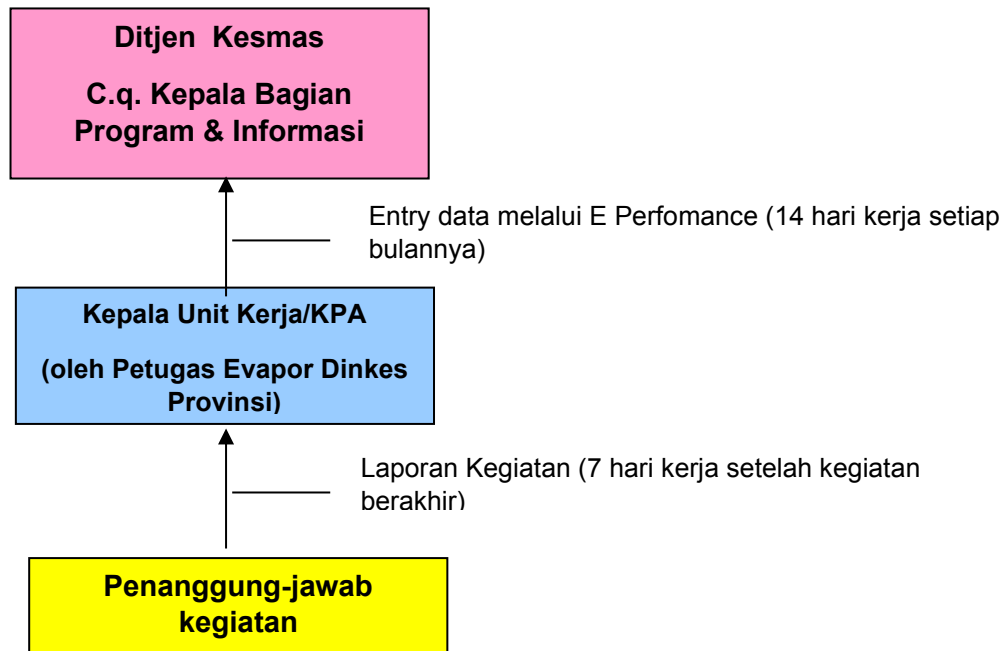 Ditjen Kesmas
C.q. Kepala Bagian
Program & Informasi
Entry data melalui E Perfomance (14 hari kerja setiap
bulannya)
Kepala Unit Kerja/KPA
(oleh Petugas Evapor Dinkes
Provinsi)
Laporan Kegiatan (7 hari kerja setelah kegiatan
berakhir)
Penanggung-jawab
kegiatan